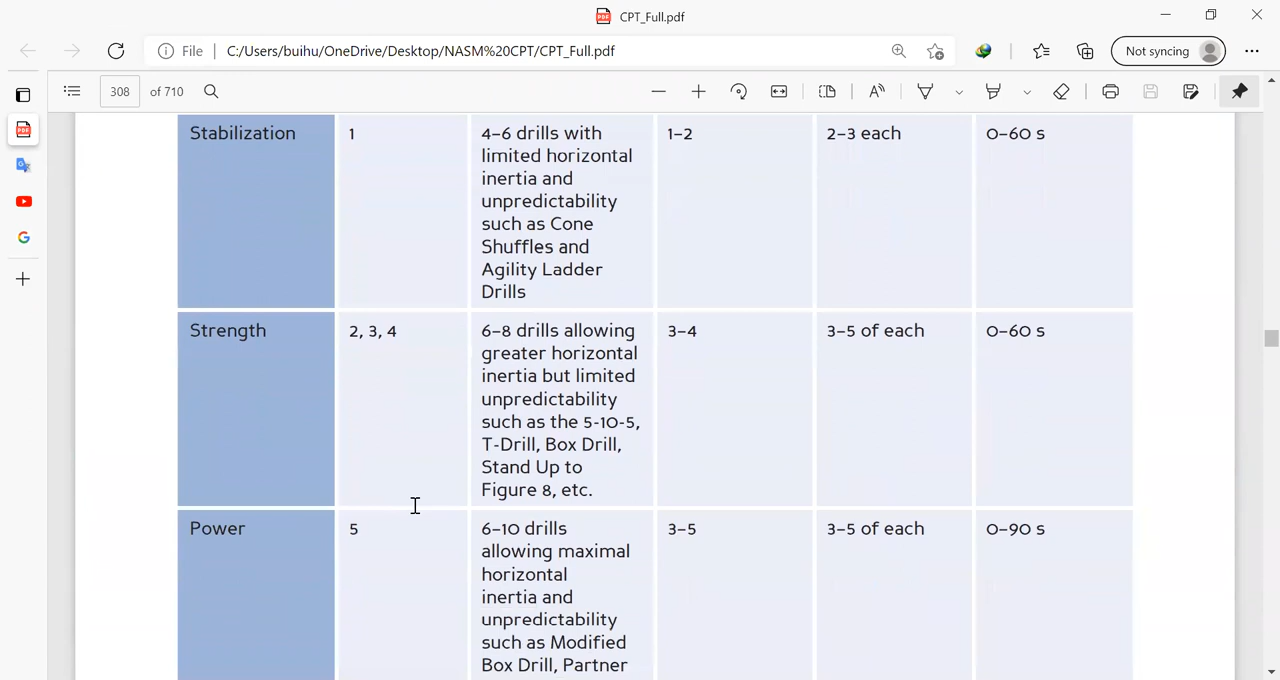 CPT_Full.pdf
File
C:/Users/buihu/OneDrive/Desktop/NASM%20CPT/CPT_Full.pdf
Not syncing
308 of 710
Stabilization
1
4–6 drills with
limited horizontal
inertia and
unpredictability
such as Cone
Shuffles and
Agility Ladder
Drills
1–2
2–3 each
0–60 s
Strength
2, 3, 4
6–8 drills allowing
greater horizontal
inertia but limited
unpredictability
such as the 5-10-5,
T-Drill, Box Drill,
Stand Up to
Figure 8, etc.
3–4
3–5 of each
0–60 s
Power
5
6–10 drills
allowing maximal
horizontal
inertia and
unpredictability
such as Modified
Box Drill, Partner
3–5
3–5 of each
0–90 s